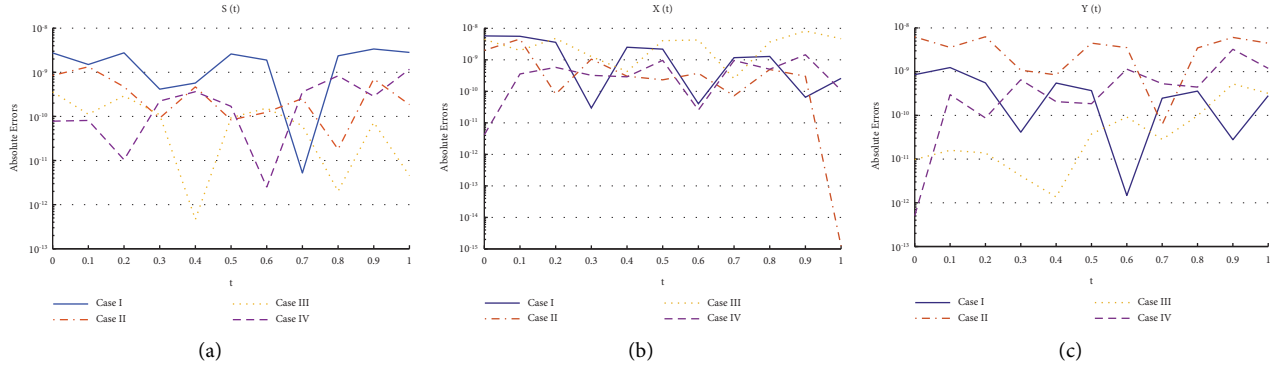 S (t)
10⁻⁸
10⁻⁹
10⁻¹⁰
10⁻¹¹
10⁻¹²
10⁻¹³
Absolute Errors
0 0.1 0.2 0.3 0.4 0.5 0.6 0.7 0.8 0.9 1
t
Case I Case III
Case II Case IV
(a)
X (t)
10⁻⁸
10⁻⁹
10⁻¹⁰
10⁻¹¹
10⁻¹²
10⁻¹³
10⁻¹⁴
10⁻¹⁵
Absolute Errors
0 0.1 0.2 0.3 0.4 0.5 0.6 0.7 0.8 0.9 1
t
Case I Case III
Case II Case IV
(b)
Y (t)
10⁻⁸
10⁻⁹
10⁻¹⁰
10⁻¹¹
10⁻¹²
10⁻¹³
Absolute Errors
0 0.1 0.2 0.3 0.4 0.5 0.6 0.7 0.8 0.9 1
t
Case I Case III
Case II Case IV
(c)